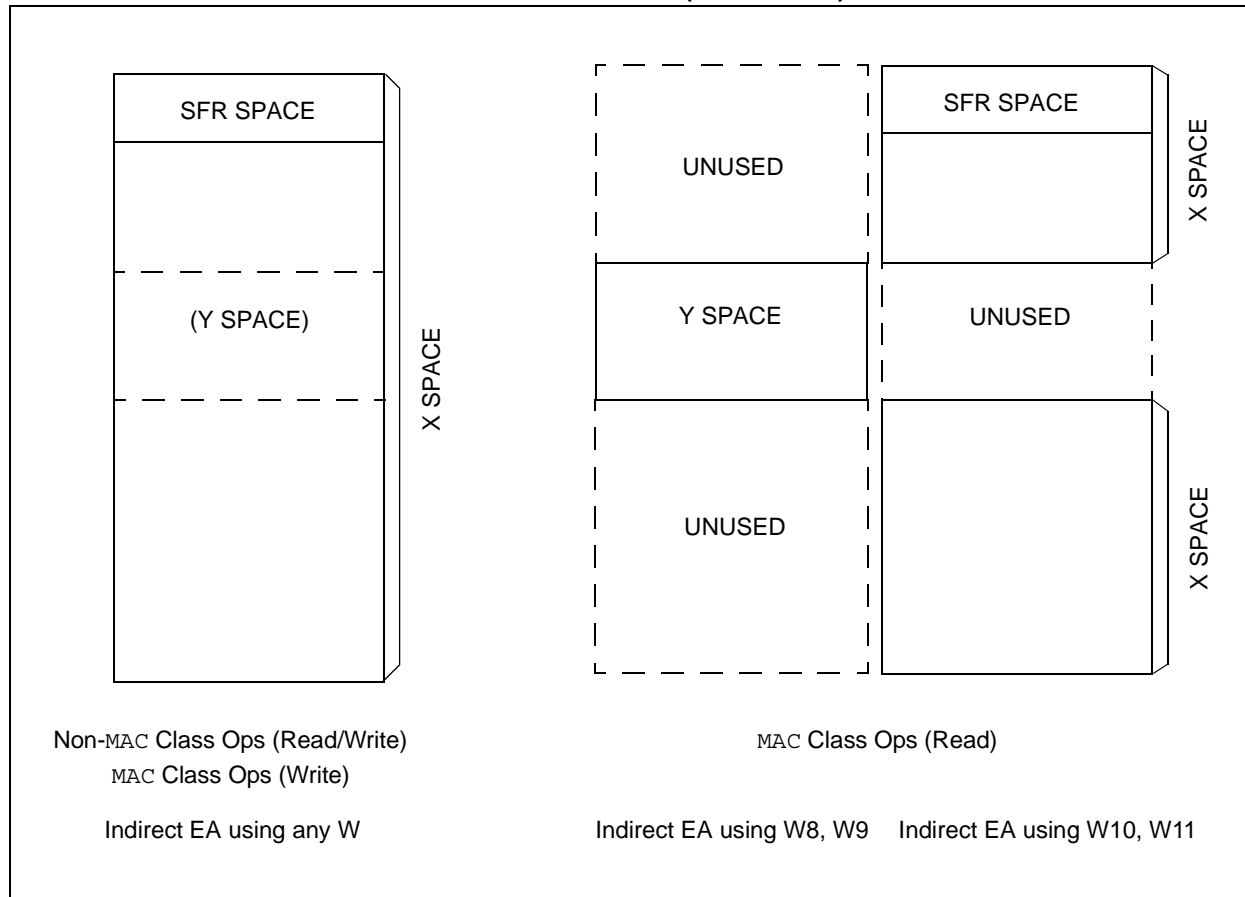 SFR SPACE
(Y SPACE)
X SPACE
UNUSED
Y SPACE
UNUSED
SFR SPACE
X SPACE
UNUSED
X SPACE
Non-MAC Class Ops (Read/Write)
MAC Class Ops (Write)
Indirect EA using any W
MAC Class Ops (Read)
Indirect EA using W8, W9
Indirect EA using W10, W11